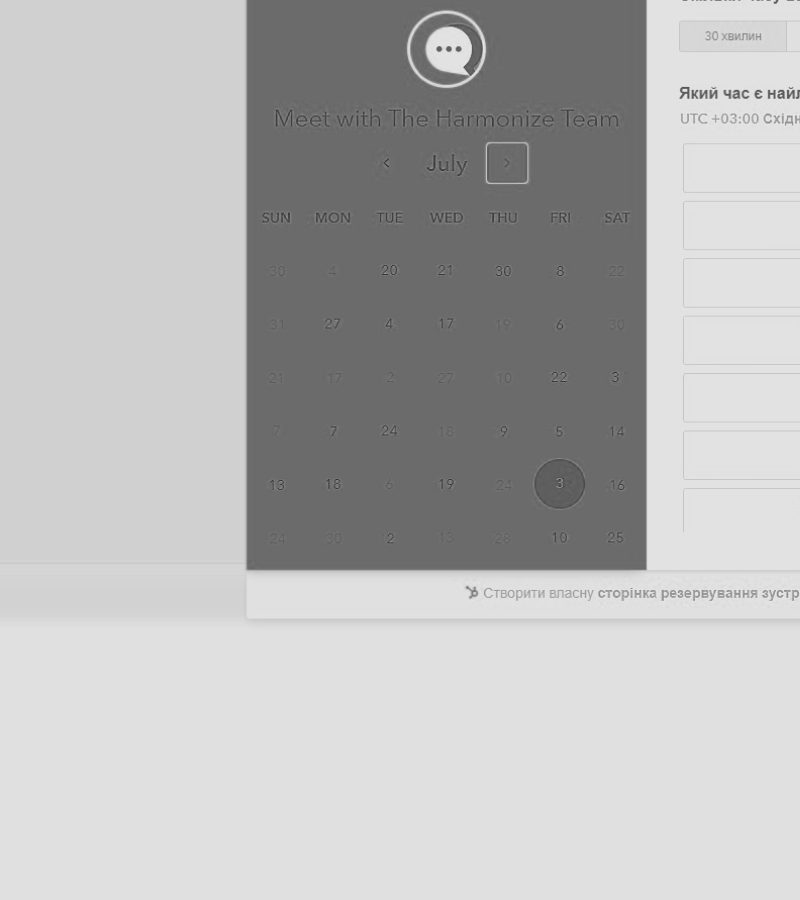 30 хвилин
Який час є най
UTC +03:00 Східн
Meet with The Harmonize Team
July
SUN MON TUE WED THU FRI SAT
30 4 20 21 30 8 22
31 27 4 17 19 6 30
21 17 2 27 10 22 3
7 7 24 18 9 5 14
13 18 6 19 24 3 16
24 30 2 13 28 10 25
Створити власну сторінка резервування зустр